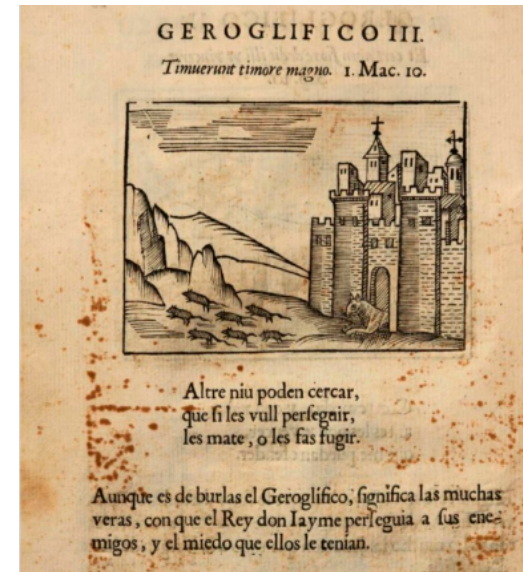 GEROGLIFICO III.
Timuerunt timore magno. 1. Mac. 10.
Altre niu poden cercar,
que ſi les vull perſeguir,
les mate, o les fas fugir.
Aunque es de burlas el Geroglifico, ſignifica las muchas
veras, con que el Rey don Iayme perſeguia a ſus ene-
migos, y el miedo que ellos le tenian.